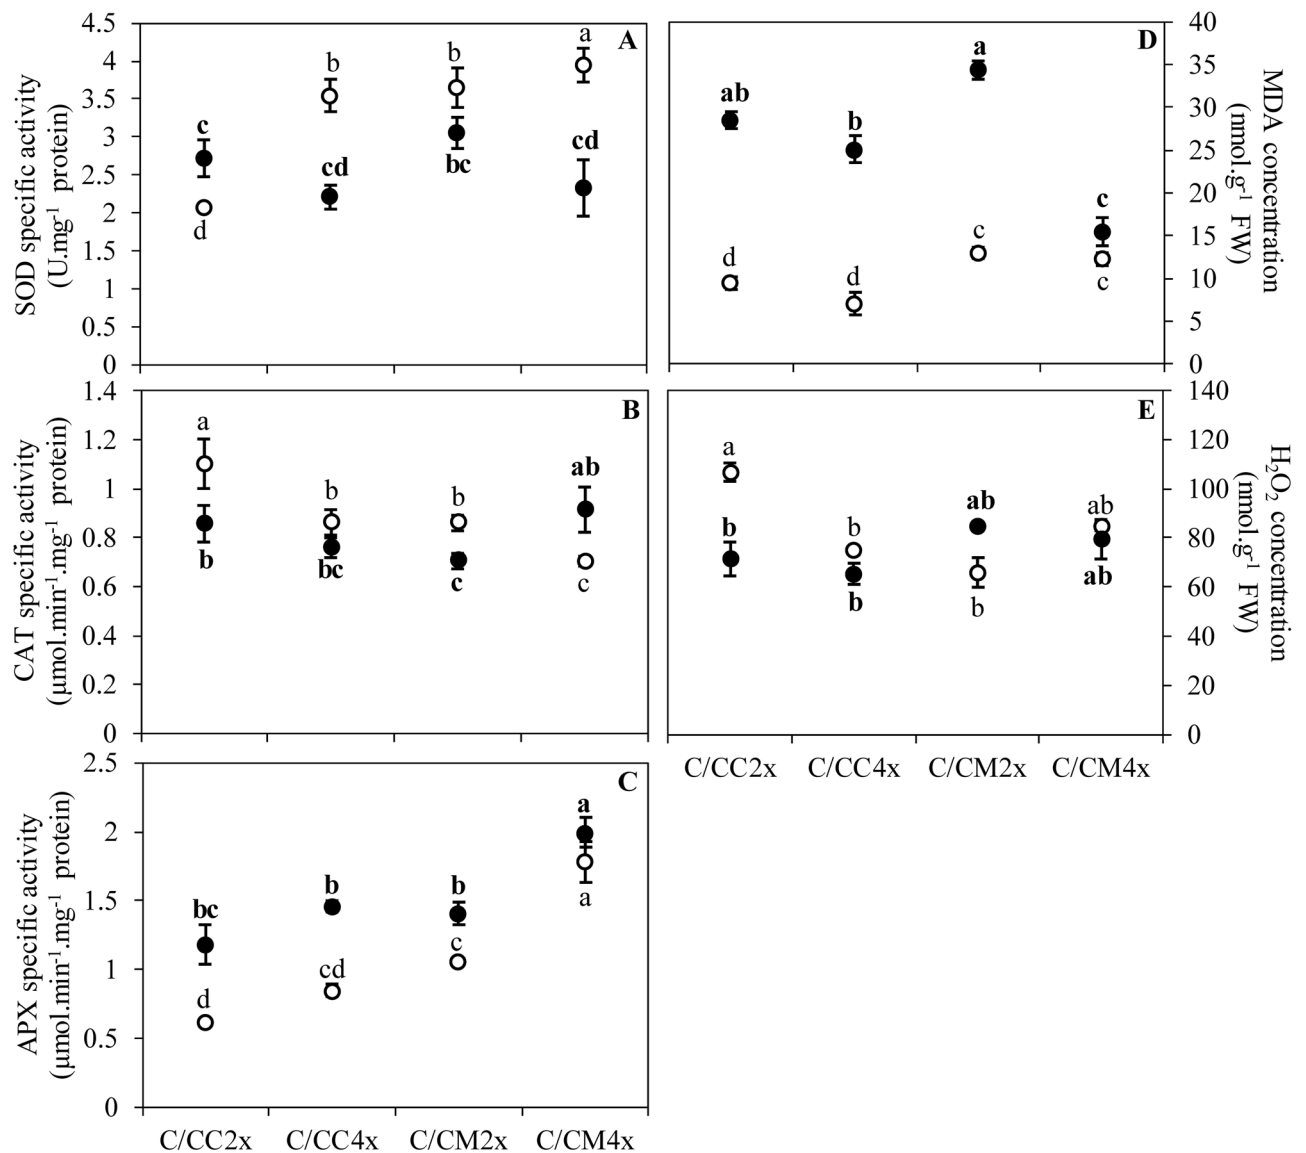 A
SOD specific activity
(U.mg⁻¹ protein)
4.5
4
3.5
3
2.5
2
1.5
1
0.5
0
c
d
b
cd
b
bc
a
cd
D
MDA concentration
(nmol.g⁻¹ FW)
40
35
30
25
20
15
10
5
0
ab
d
b
d
a
c
c
c
B
CAT specific activity
(µmol.min⁻¹.mg⁻¹ protein)
1.4
1.2
1
0.8
0.6
0.4
0.2
0
a
b
b
bc
b
c
ab
c
E
H₂O₂ concentration
(nmol.g⁻¹ FW)
140
120
100
80
60
40
20
0
a
b
b
b
ab
b
ab
ab
C/CC2x C/CC4x C/CM2x C/CM4x
C
APX specific activity
(µmol.min⁻¹.mg⁻¹ protein)
2.5
2
1.5
1
0.5
0
bc
d
b
cd
b
c
a
a
C/CC2x C/CC4x C/CM2x C/CM4x